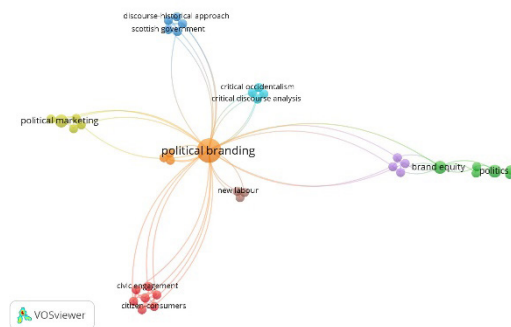 discourse-historical approach
scottish government
critical occidentalism
critical discourse analysis
political marketing
political branding
brand equity
politics
new labour
civic engagement
citizen-consumers
VOSviewer